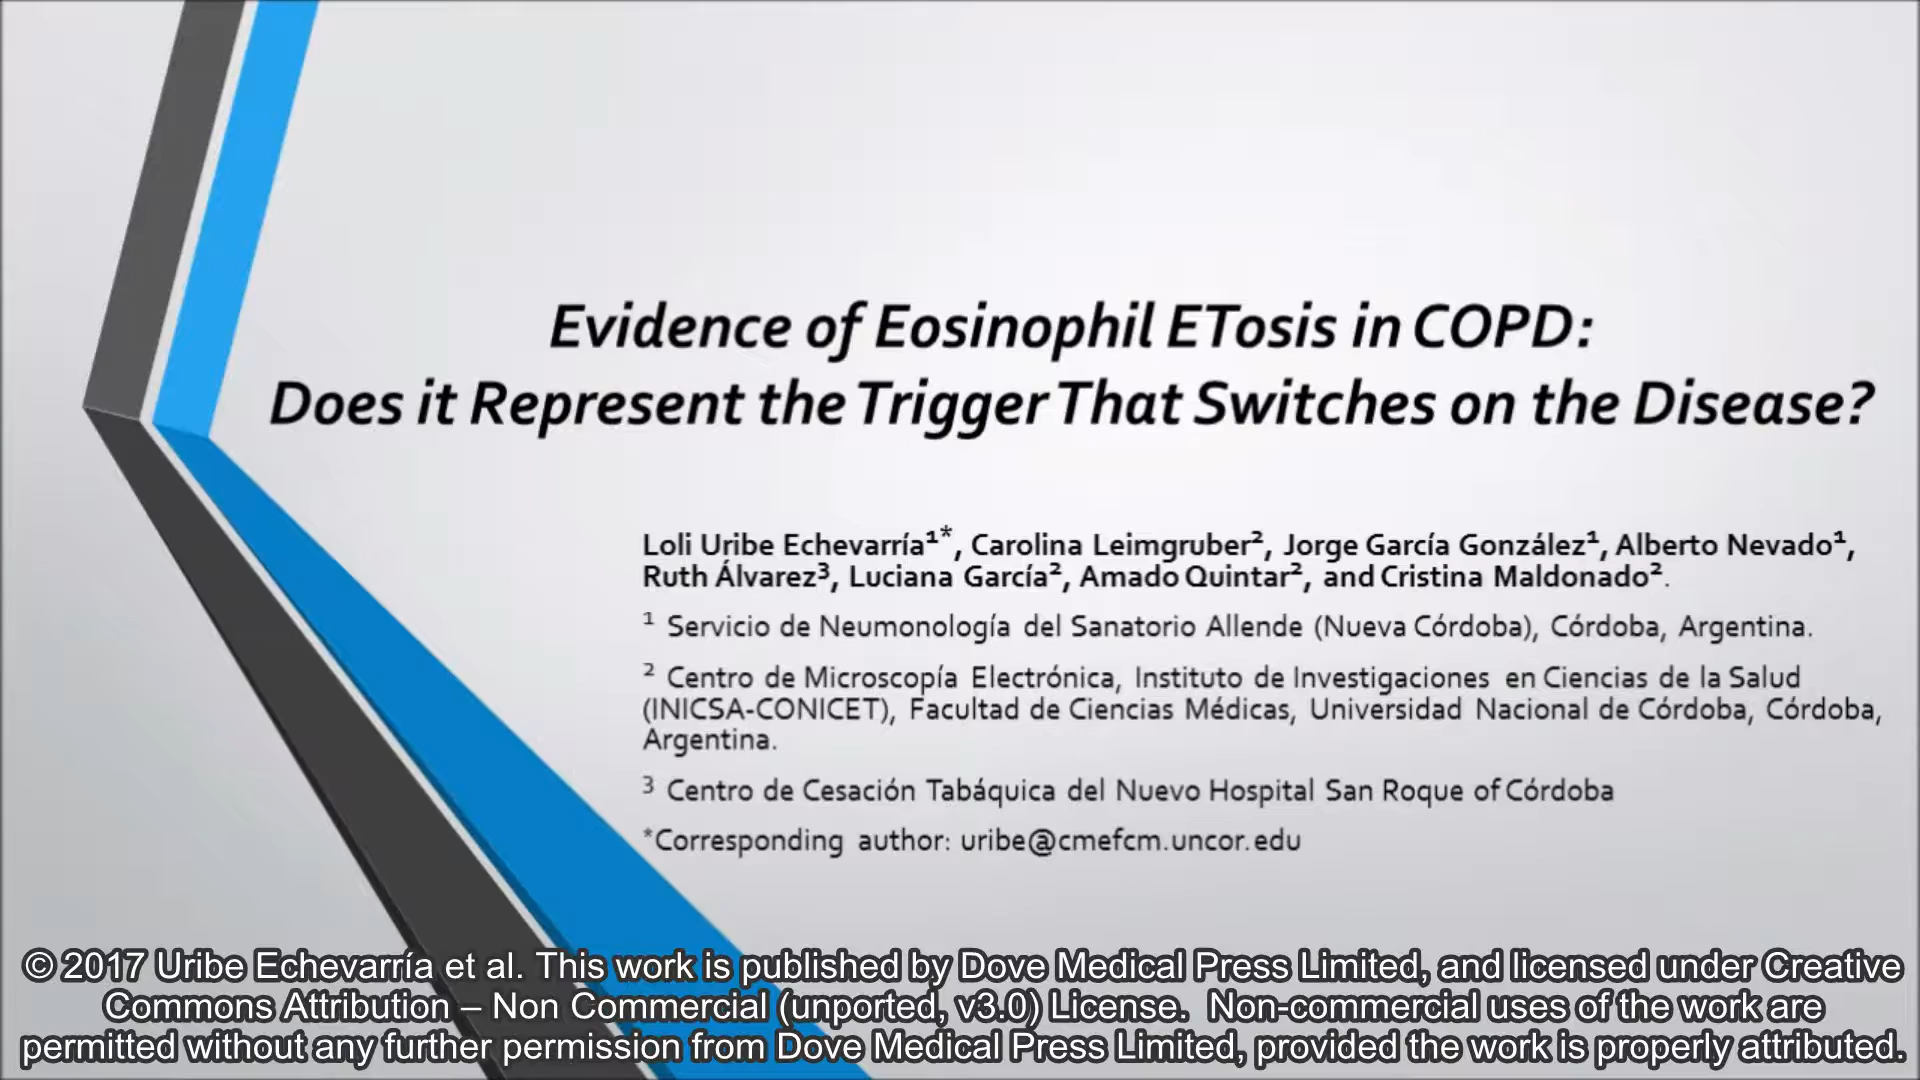 Evidence of Eosinophil ETosis in COPD:
Does it Represent the Trigger That Switches on the Disease?
Loli Uribe Echevarría¹*, Carolina Leimgruber², Jorge García González¹, Alberto Nevado¹,
Ruth Álvarez³, Luciana García², Amado Quintar², and Cristina Maldonado².
¹ Servicio de Neumonología del Sanatorio Allende (Nueva Córdoba), Córdoba, Argentina.
² Centro de Microscopía Electrónica, Instituto de Investigaciones en Ciencias de la Salud
(INICSA-CONICET), Facultad de Ciencias Médicas, Universidad Nacional de Córdoba, Córdoba,
Argentina.
³ Centro de Cesación Tabáquica del Nuevo Hospital San Roque of Córdoba
*Corresponding author: uribe@cmefcm.uncor.edu
© 2017 Uribe Echevarría et al. This work is published by Dove Medical Press Limited, and licensed under Creative
Commons Attribution – Non Commercial (unported, v3.0) License. Non-commercial uses of the work are
permitted without any further permission from Dove Medical Press Limited, provided the work is properly attributed.